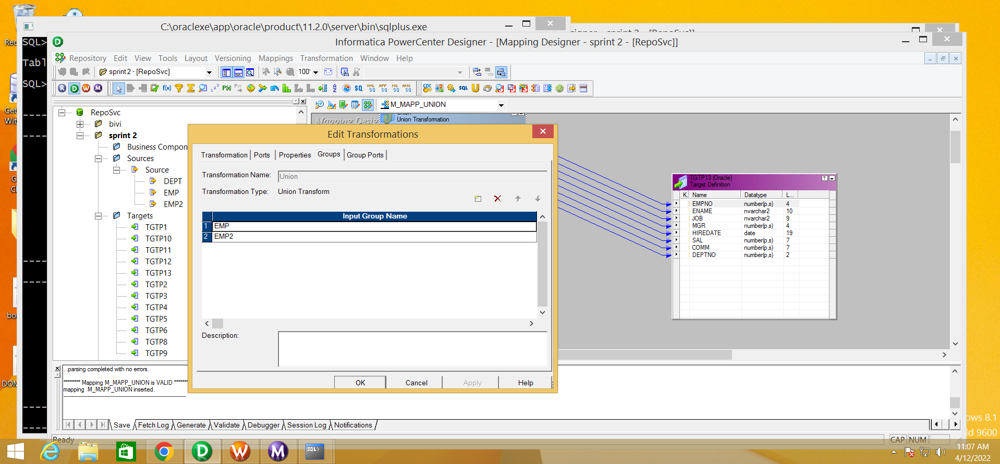 C:\oraclexe\app\oracle\product\11.2.0\server\bin\sqlplus.exe
SQL>
Tabl
SQL>
Informatica PowerCenter Designer - [Mapping Designer - sprint 2 - [RepoSvc]]
Repository Edit View Tools Layout Versioning Mappings Transformation Window Help
sprint 2 - [RepoSvc]
100
M_MAPP_UNION
RepoSvc
bivi
sprint 2
Business Compon
Sources
Source
DEPT
EMP
EMP2
Targets
TGTP1
TGTP10
TGTP11
TGTP12
TGTP13
TGTP2
TGTP3
TGTP4
TGTP5
TGTP6
TGTP8
TGTP9
Union Transformation
Edit Transformations
Transformation Ports Properties Groups Group Ports
Transformation Name: Union
Transformation Type: Union Transform
Input Group Name
1 EMP
2 EMP2
Description:
OK Cancel Apply Help
TGTP13 (Oracle)
Target Definition
K. Name Datatype L...
EMPNO number(p,s) 4
ENAME nvarchar2 10
JOB nvarchar2 9
MGR number(p,s) 4
HIREDATE date 19
SAL number(p,s) 7
COMM number(p,s) 7
DEPTNO number(p,s) 2
...parsing completed with no errors.
******** Mapping M_MAPP_UNION is VALID *******
mapping M_MAPP_UNION inserted.
Save Fetch Log Generate Validate Debugger Session Log Notifications
Ready
CAP NUM
ows 8.1
ld 9600
11:07 AM
4/12/2022